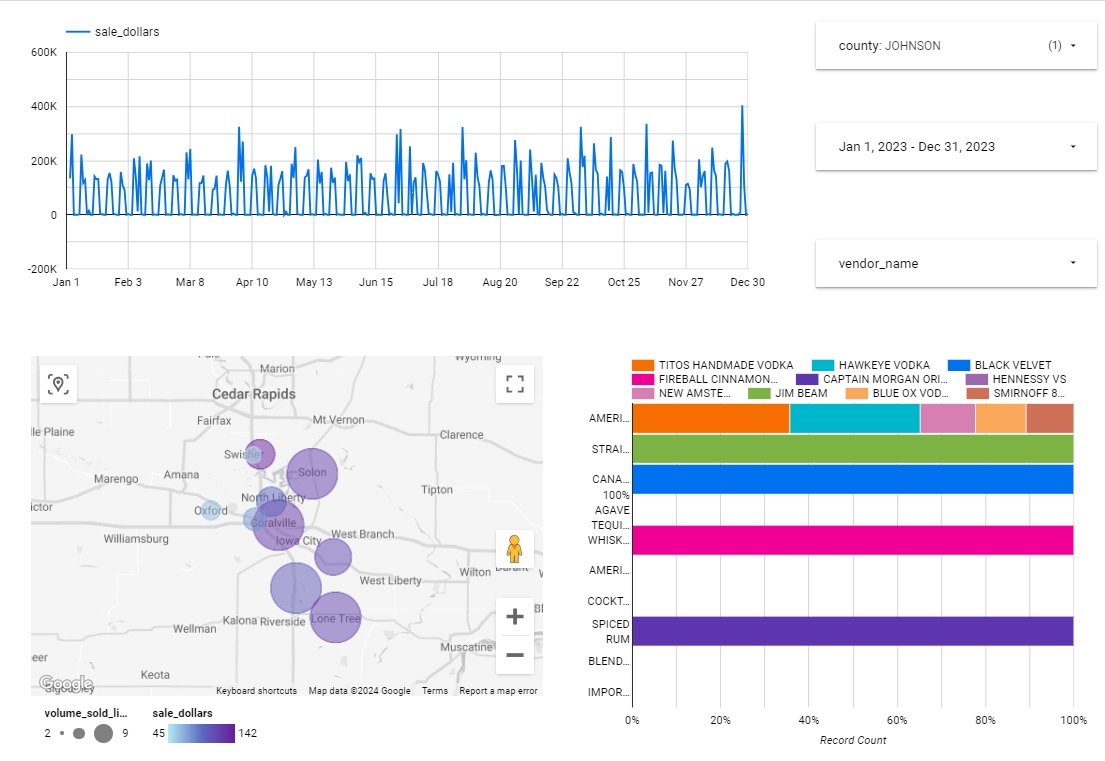 sale_dollars
600K
400K
200K
0
-200K
Jan 1 Feb 3 Mar 8 Apr 10 May 13 Jun 15 Jul 18 Aug 20 Sep 22 Oct 25 Nov 27 Dec 30
county: JOHNSON (1)
Jan 1, 2023 - Dec 31, 2023
vendor_name
Wyoming
Marion
Cedar Rapids
Fairfax Mt Vernon
lle Plaine Clarence
Swisher
Solon
Marengo Amana
Tipton
North Liberty
ictor Oxford
Coralville
Williamsburg Iowa City West Branch
Wilton Durant
West Liberty
Kalona Riverside Lone Tree
Wellman
Muscatine
eer
Keota
Google
Sigourney
Keyboard shortcuts Map data ©2024 Google Terms Report a map error
volume_sold_li... sale_dollars
2 9 45 142
TITOS HANDMADE VODKA HAWKEYE VODKA BLACK VELVET
FIREBALL CINNAMON... CAPTAIN MORGAN ORI... HENNESSY VS
NEW AMSTE... JIM BEAM BLUE OX VOD... SMIRNOFF 8...
AMERI...
STRAI...
CANA...
100%
AGAVE
TEQUI...
WHISK...
AMERI...
COCKT...
SPICED
RUM
BLEND...
IMPOR...
0% 20% 40% 60% 80% 100%
Record Count